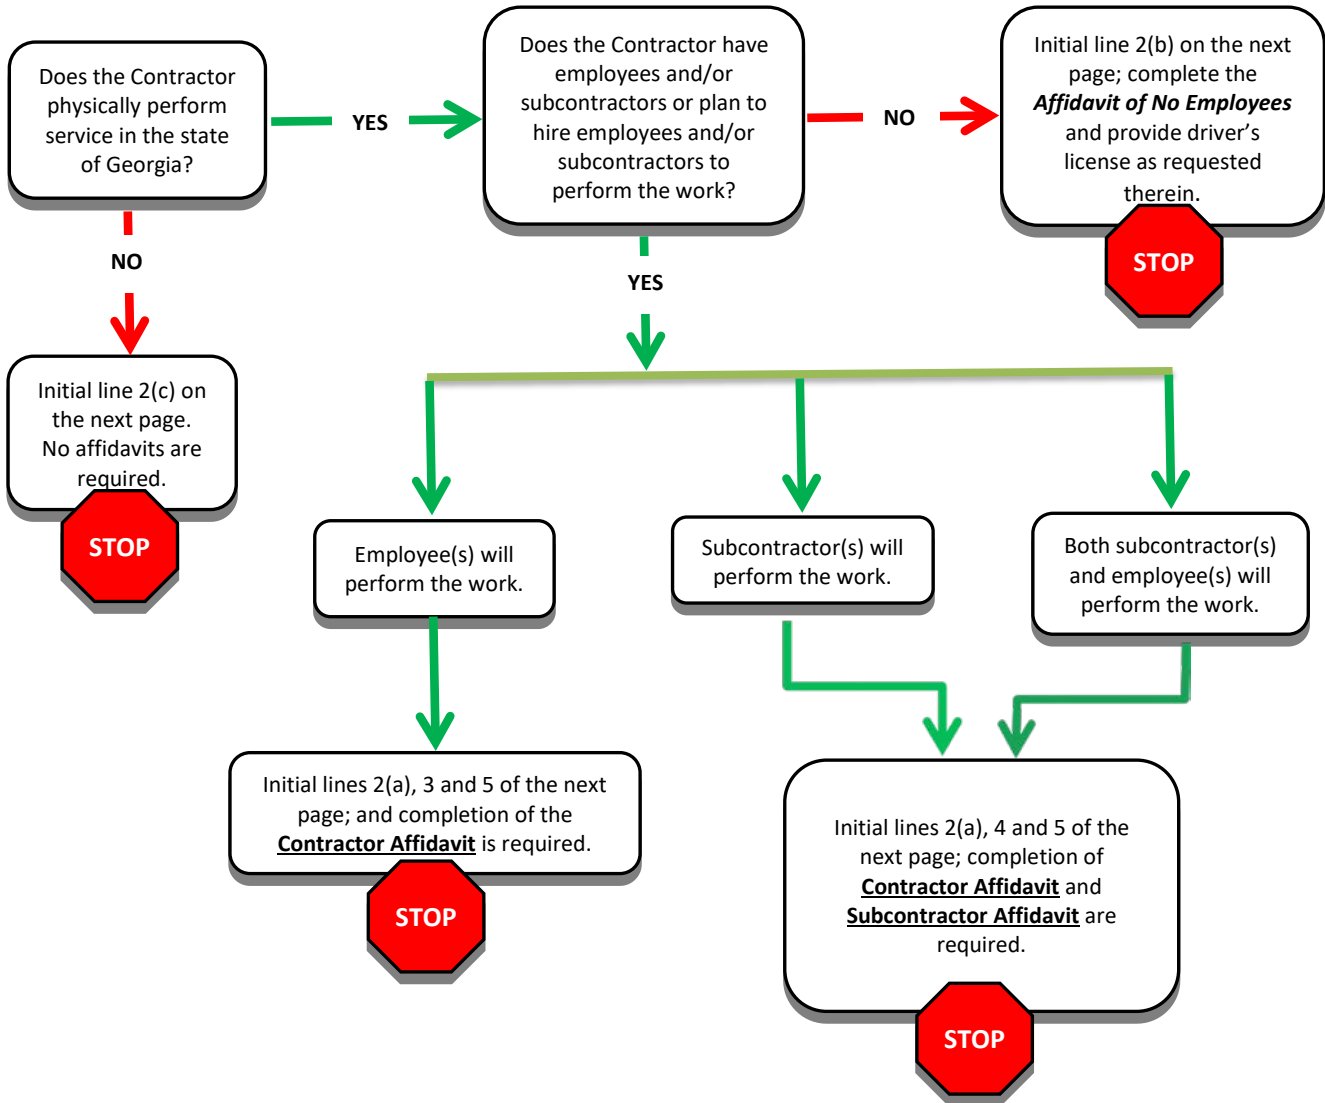 Does the Contractor
physically perform
service in the state
of Georgia?
YES
Does the Contractor have
employees and/or
subcontractors or plan to
hire employees and/or
subcontractors to
perform the work?
NO
Initial line 2(b) on the next
page; complete the
Affidavit of No Employees
and provide driver’s
license as requested
therein.
STOP
NO
Initial line 2(c) on
the next page.
No affidavits are
required.
STOP
YES
Employee(s) will
perform the work.
Subcontractor(s) will
perform the work.
Both subcontractor(s)
and employee(s) will
perform the work.
Initial lines 2(a), 3 and 5 of the next
page; and completion of the
Contractor Affidavit is required.
STOP
Initial lines 2(a), 4 and 5 of the
next page; completion of
Contractor Affidavit and
Subcontractor Affidavit are
required.
STOP